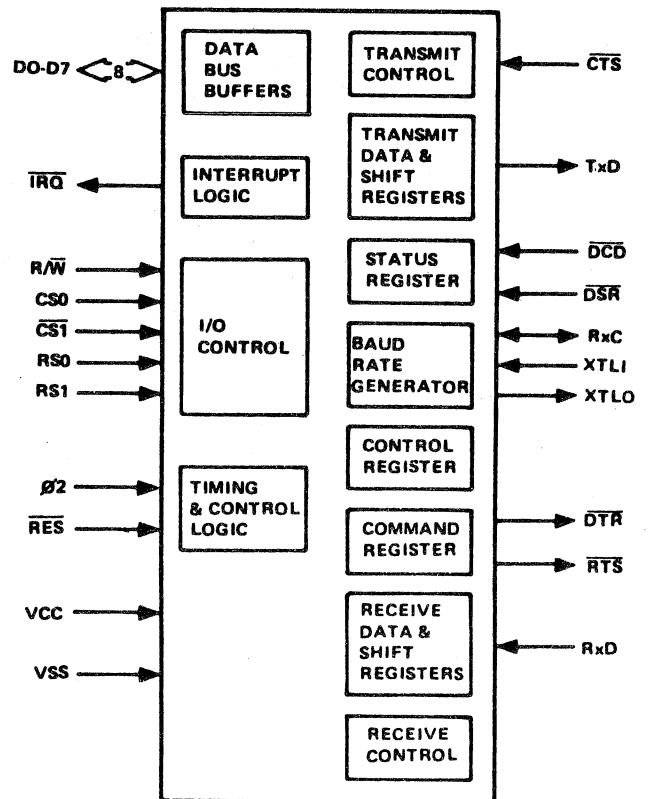 DO-D7
8
IRQ
R/W
CS0
CS1
RS0
RS1
Ø2
RES
VCC
VSS
DATA
BUS
BUFFERS
INTERRUPT
LOGIC
I/O
CONTROL
TIMING
& CONTROL
LOGIC
TRANSMIT
CONTROL
TRANSMIT
DATA &
SHIFT
REGISTERS
STATUS
REGISTER
BAUD
RATE
GENERATOR
CONTROL
REGISTER
COMMAND
REGISTER
RECEIVE
DATA &
SHIFT
REGISTERS
RECEIVE
CONTROL
CTS
TxD
DCD
DSR
RxC
XTLI
XTLO
DTR
RTS
RxD